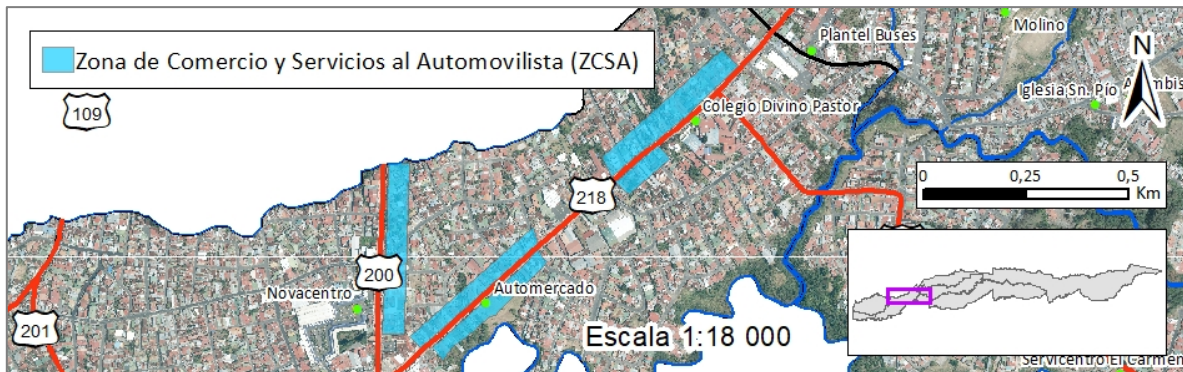 Zona de Comercio y Servicios al Automovilista (ZCSA)
109
Plantel Buses
Molino
N
Iglesia Sn. Pío
Colegio Divino Pastor
0 0,25 0,5
Km
218
200
Novacentro
Automercado
201
Escala 1:18 000
Servicentro El Carmen